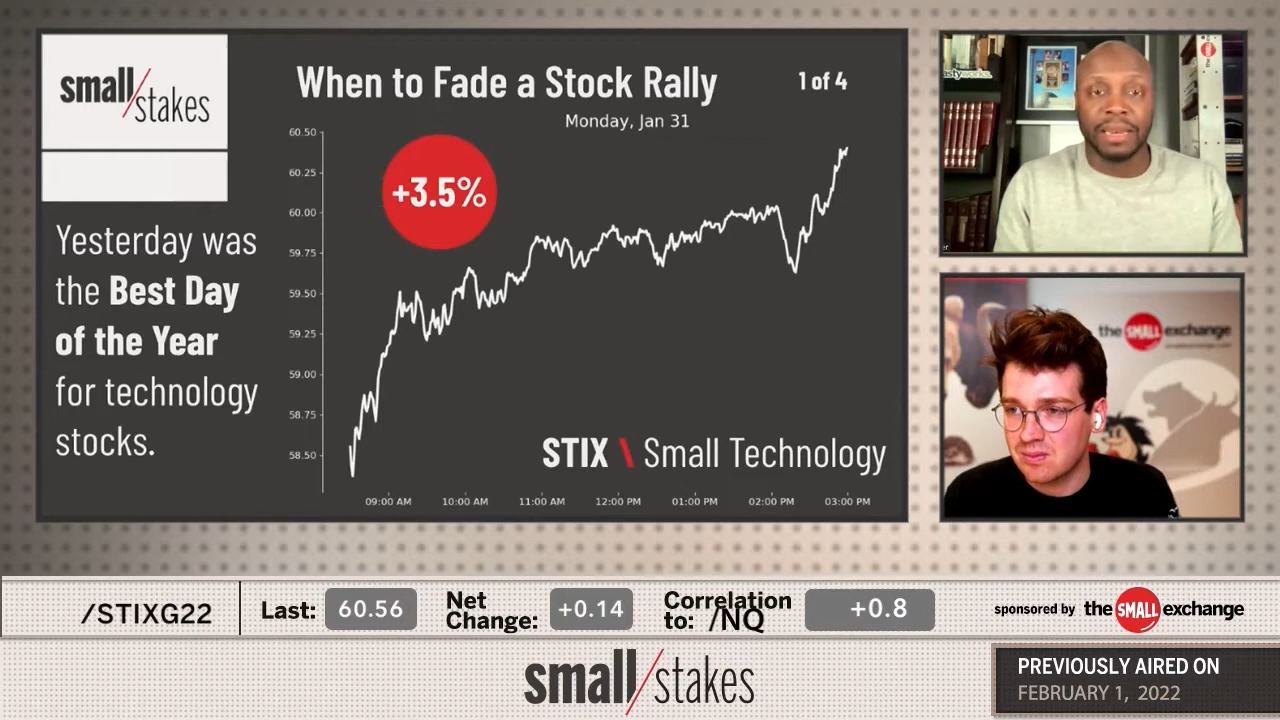 small/stakes
When to Fade a Stock Rally
1 of 4
Monday, Jan 31
Yesterday was
the Best Day
of the Year
for technology
stocks.
+3.5%
60.50
60.25
60.00
59.75
59.50
59.25
59.00
58.75
58.50
09:00 AM
10:00 AM
11:00 AM
12:00 PM
01:00 PM
02:00 PM
03:00 PM
STIX \ Small Technology
astyworks.
the SMALL exchange
/STIXG22
Last:
60.56
Net
Change:
+0.14
Correlation
to: /NQ
+0.8
sponsored by the SMALL exchange
small/stakes
PREVIOUSLY AIRED ON
FEBRUARY 1, 2022